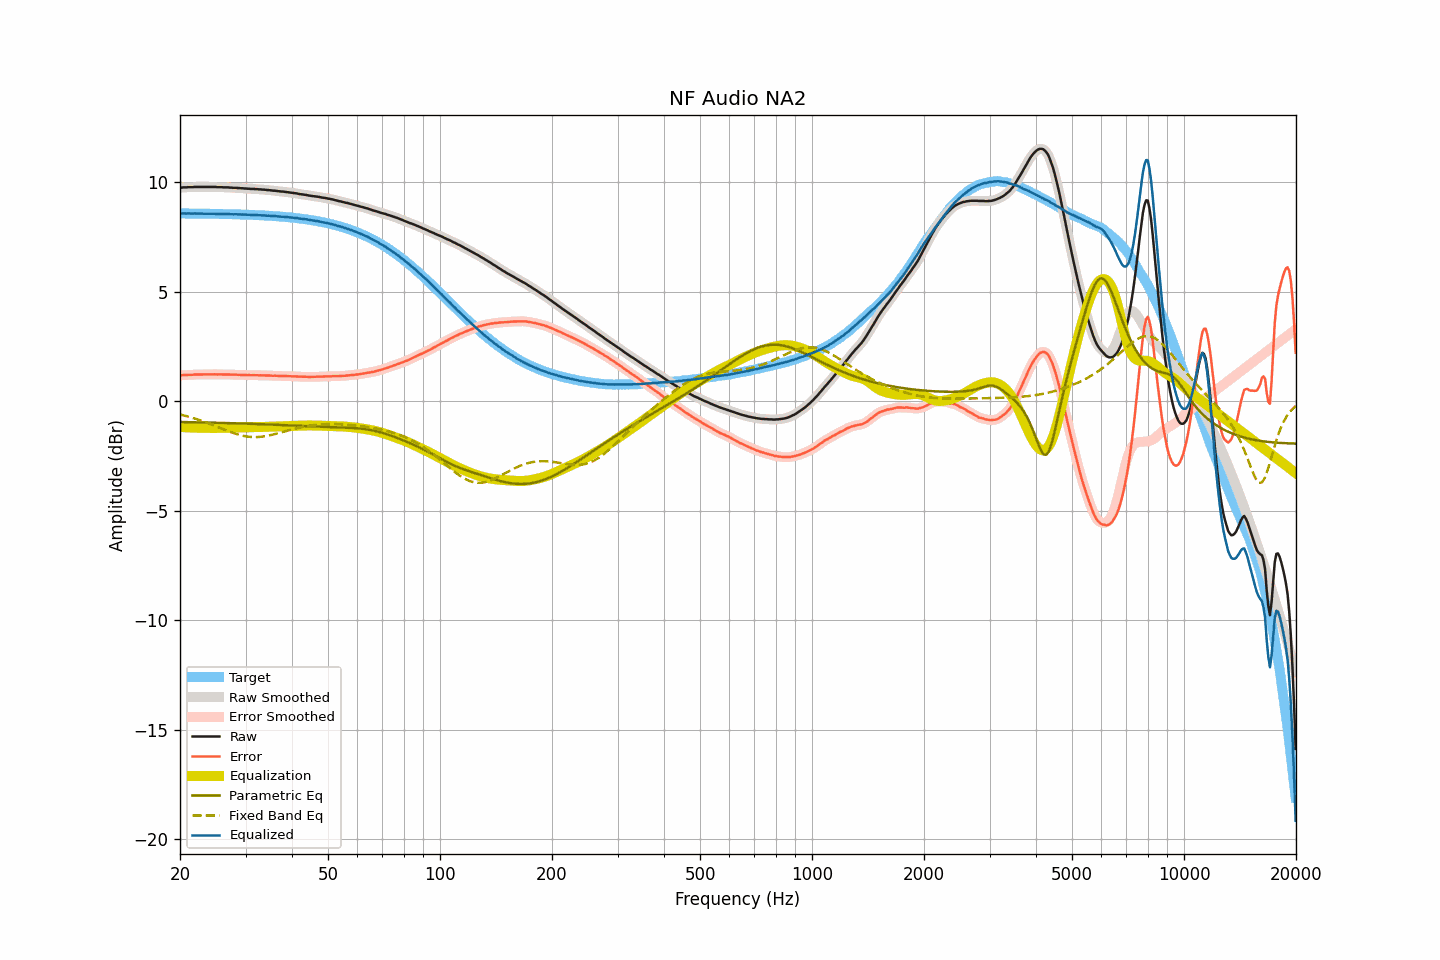 NF Audio NA2
Amplitude (dBr)
10
5
0
−5
−10
−15
−20
Target
Raw Smoothed
Error Smoothed
Raw
Error
Equalization
Parametric Eq
Fixed Band Eq
Equalized
20 50 100 200 500 1000 2000 5000 10000 20000
Frequency (Hz)